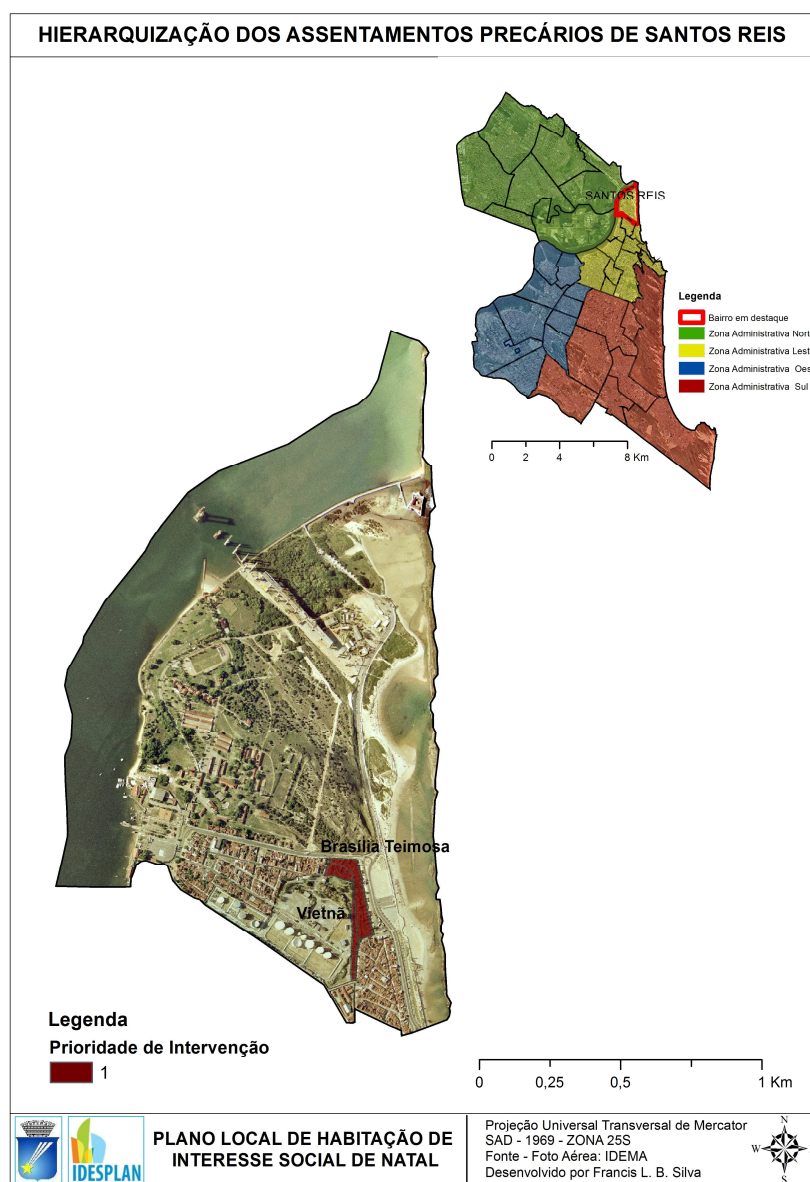 HIERARQUIZAÇÃO DOS ASSENTAMENTOS PRECÁRIOS DE SANTOS REIS
SANTOS REIS
Legenda
Bairro em destaque
Zona Administrativa Nort
Zona Administrativa Lest
Zona Administrativa Oes
Zona Administrativa Sul
0 2 4 8 Km
Brasília Teimosa
Vietnã
Legenda
Prioridade de Intervenção
1
0 0,25 0,5 1 Km
IDESPLAN
PLANO LOCAL DE HABITAÇÃO DE
INTERESSE SOCIAL DE NATAL
Projeção Universal Transversal de Mercator
SAD - 1969 - ZONA 25S
Fonte - Foto Aérea: IDEMA
Desenvolvido por Francis L. B. Silva
N
W E
S